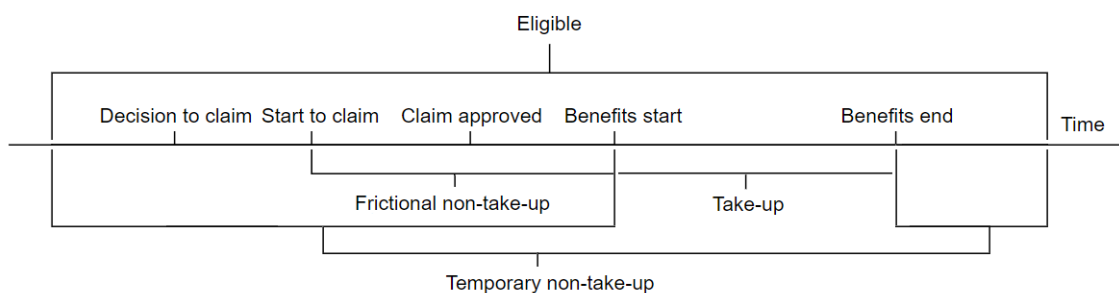 Eligible
Decision to claim Start to claim Claim approved Benefits start Benefits end Time
Frictional non-take-up Take-up
Temporary non-take-up